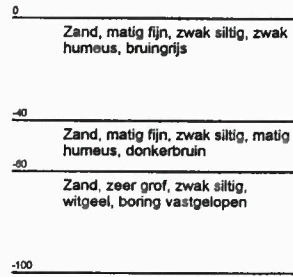 0
Zand, matig fijn, zwak siltig, zwak
humeus, bruingrijs
-40
Zand, matig fijn, zwak siltig, matig
humeus, donkerbruin
-60
Zand, zeer grof, zwak siltig,
witgeel, boring vastgelopen
-100